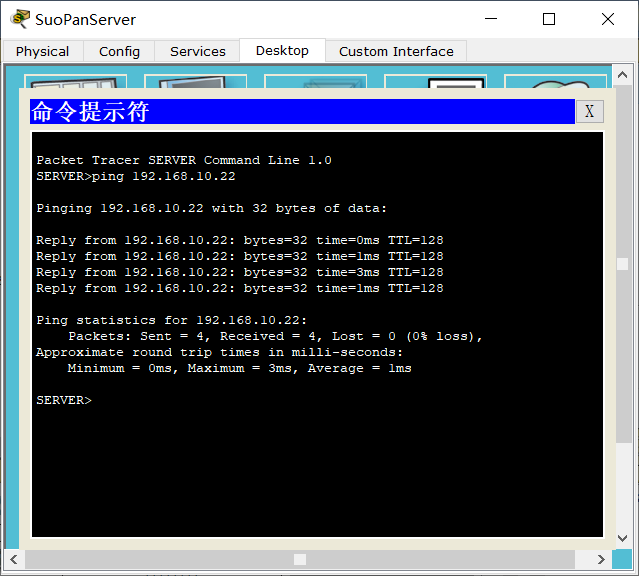 SuoPanServer
Physical Config Services Desktop Custom Interface
命令提示符 X
Packet Tracer SERVER Command Line 1.0
SERVER>ping 192.168.10.22
Pinging 192.168.10.22 with 32 bytes of data:
Reply from 192.168.10.22: bytes=32 time=0ms TTL=128
Reply from 192.168.10.22: bytes=32 time=1ms TTL=128
Reply from 192.168.10.22: bytes=32 time=3ms TTL=128
Reply from 192.168.10.22: bytes=32 time=1ms TTL=128
Ping statistics for 192.168.10.22:
    Packets: Sent = 4, Received = 4, Lost = 0 (0% loss),
Approximate round trip times in milli-seconds:
    Minimum = 0ms, Maximum = 3ms, Average = 1ms
SERVER>